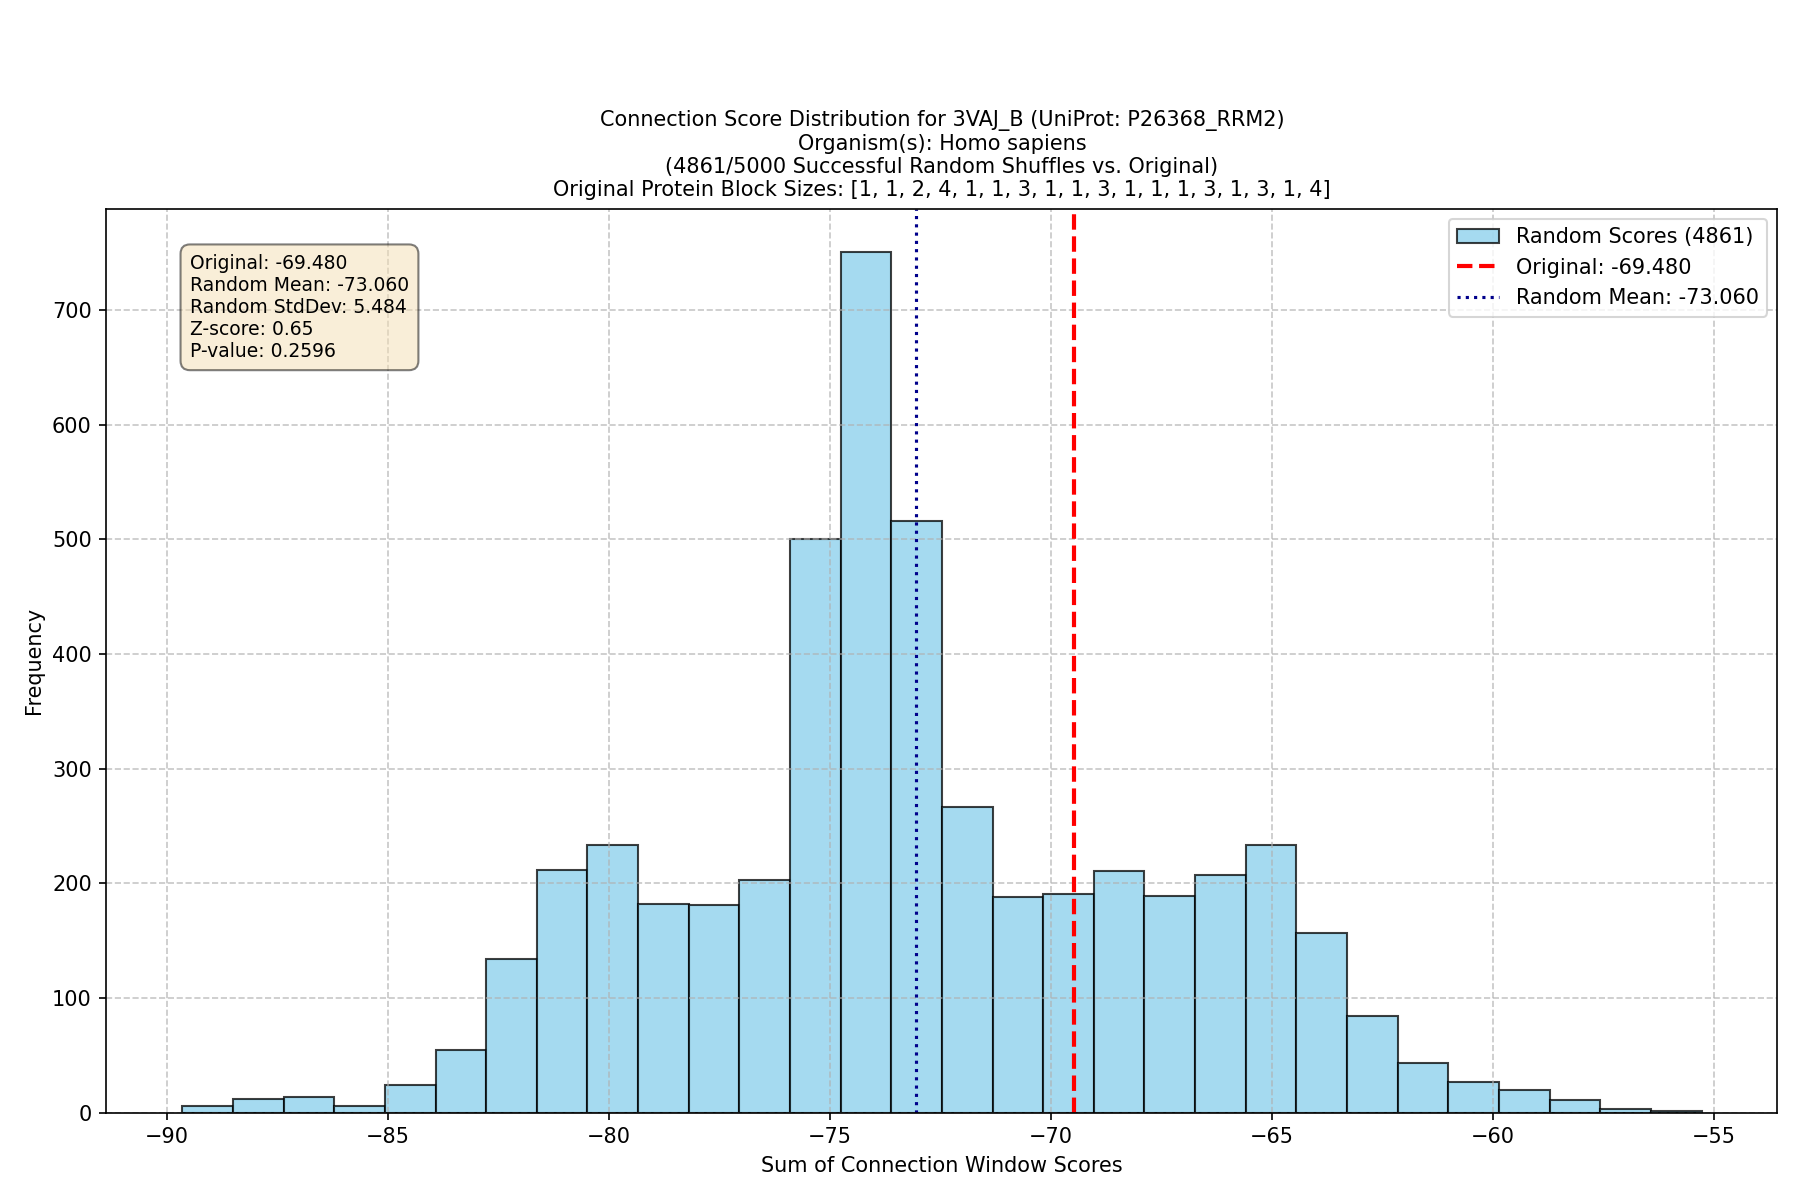 Connection Score Distribution for 3VAJ_B (UniProt: P26368_RRM2)
Organism(s): Homo sapiens
(4861/5000 Successful Random Shuffles vs. Original)
Original Protein Block Sizes: [1, 1, 2, 4, 1, 1, 3, 1, 1, 3, 1, 1, 1, 3, 1, 3, 1, 4]
Original: -69.480
Random Mean: -73.060
Random StdDev: 5.484
Z-score: 0.65
P-value: 0.2596
Random Scores (4861)
Original: -69.480
Random Mean: -73.060
Frequency
700
600
500
400
300
200
100
0
−90
−85
−80
−75
−70
−65
−60
−55
Sum of Connection Window Scores